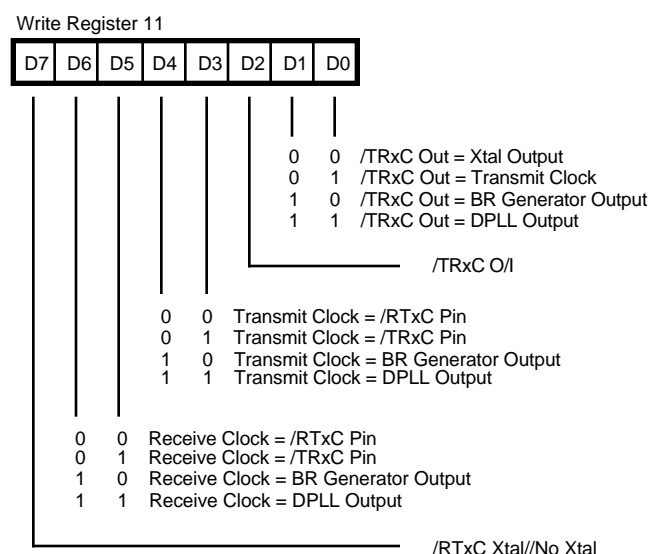 Write Register 11
D7 D6 D5 D4 D3 D2 D1 D0
0 0 /TRxC Out = Xtal Output
0 1 /TRxC Out = Transmit Clock
1 0 /TRxC Out = BR Generator Output
1 1 /TRxC Out = DPLL Output
/TRxC O/I
0 0 Transmit Clock = /RTxC Pin
0 1 Transmit Clock = /TRxC Pin
1 0 Transmit Clock = BR Generator Output
1 1 Transmit Clock = DPLL Output
0 0 Receive Clock = /RTxC Pin
0 1 Receive Clock = /TRxC Pin
1 0 Receive Clock = BR Generator Output
1 1 Receive Clock = DPLL Output
/RTxC Xtal//No Xtal